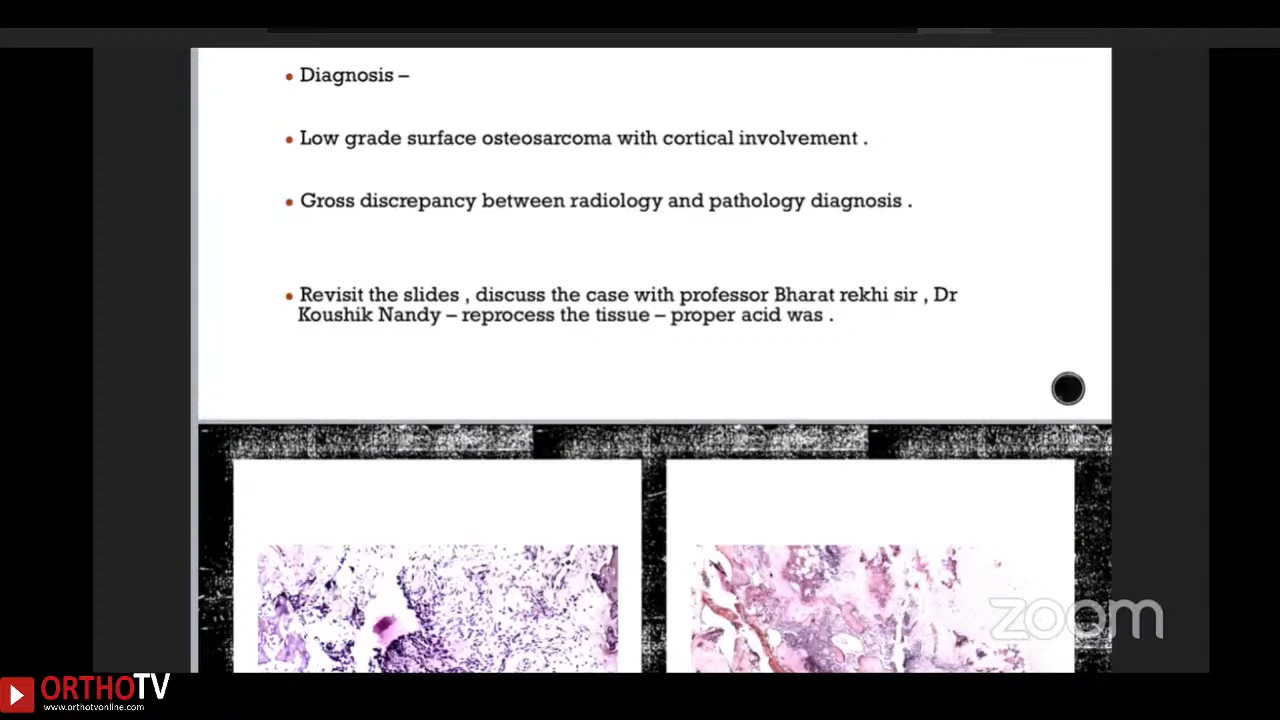 • Diagnosis –
• Low grade surface osteosarcoma with cortical involvement .
• Gross discrepancy between radiology and pathology diagnosis .
• Revisit the slides , discuss the case with professor Bharat rekhi sir , Dr
Koushik Nandy – reprocess the tissue – proper acid was .
zoom
ORTHOTV
www.orthotvonline.com